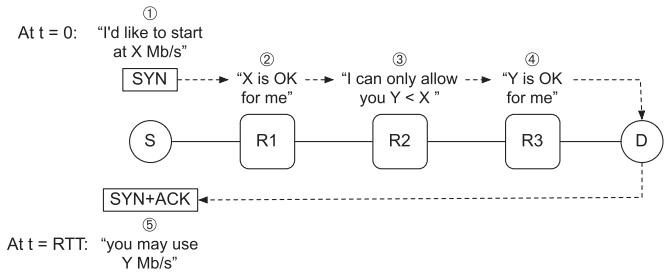 ①
At t = 0: “I'd like to start
at X Mb/s”
② ③ ④
SYN “X is OK “I can only allow “Y is OK
for me” you Y < X ” for me”
S R1 R2 R3 D
SYN+ACK
⑤
At t = RTT: “you may use
Y Mb/s”